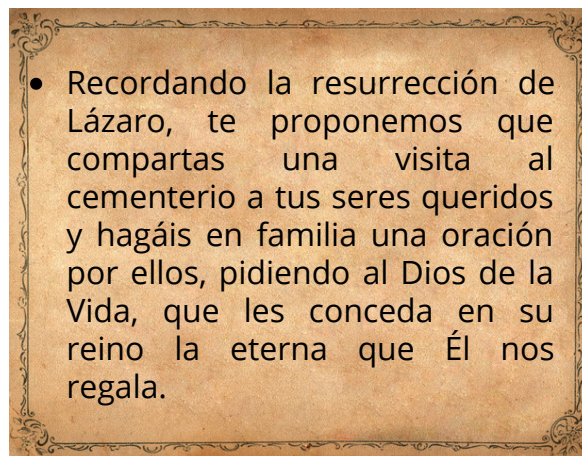 • Recordando la resurrección de
Lázaro, te proponemos que
compartas una visita al
cementerio a tus seres queridos
y hagáis en familia una oración
por ellos, pidiendo al Dios de la
Vida, que les conceda en su
reino la eterna que Él nos
regala.